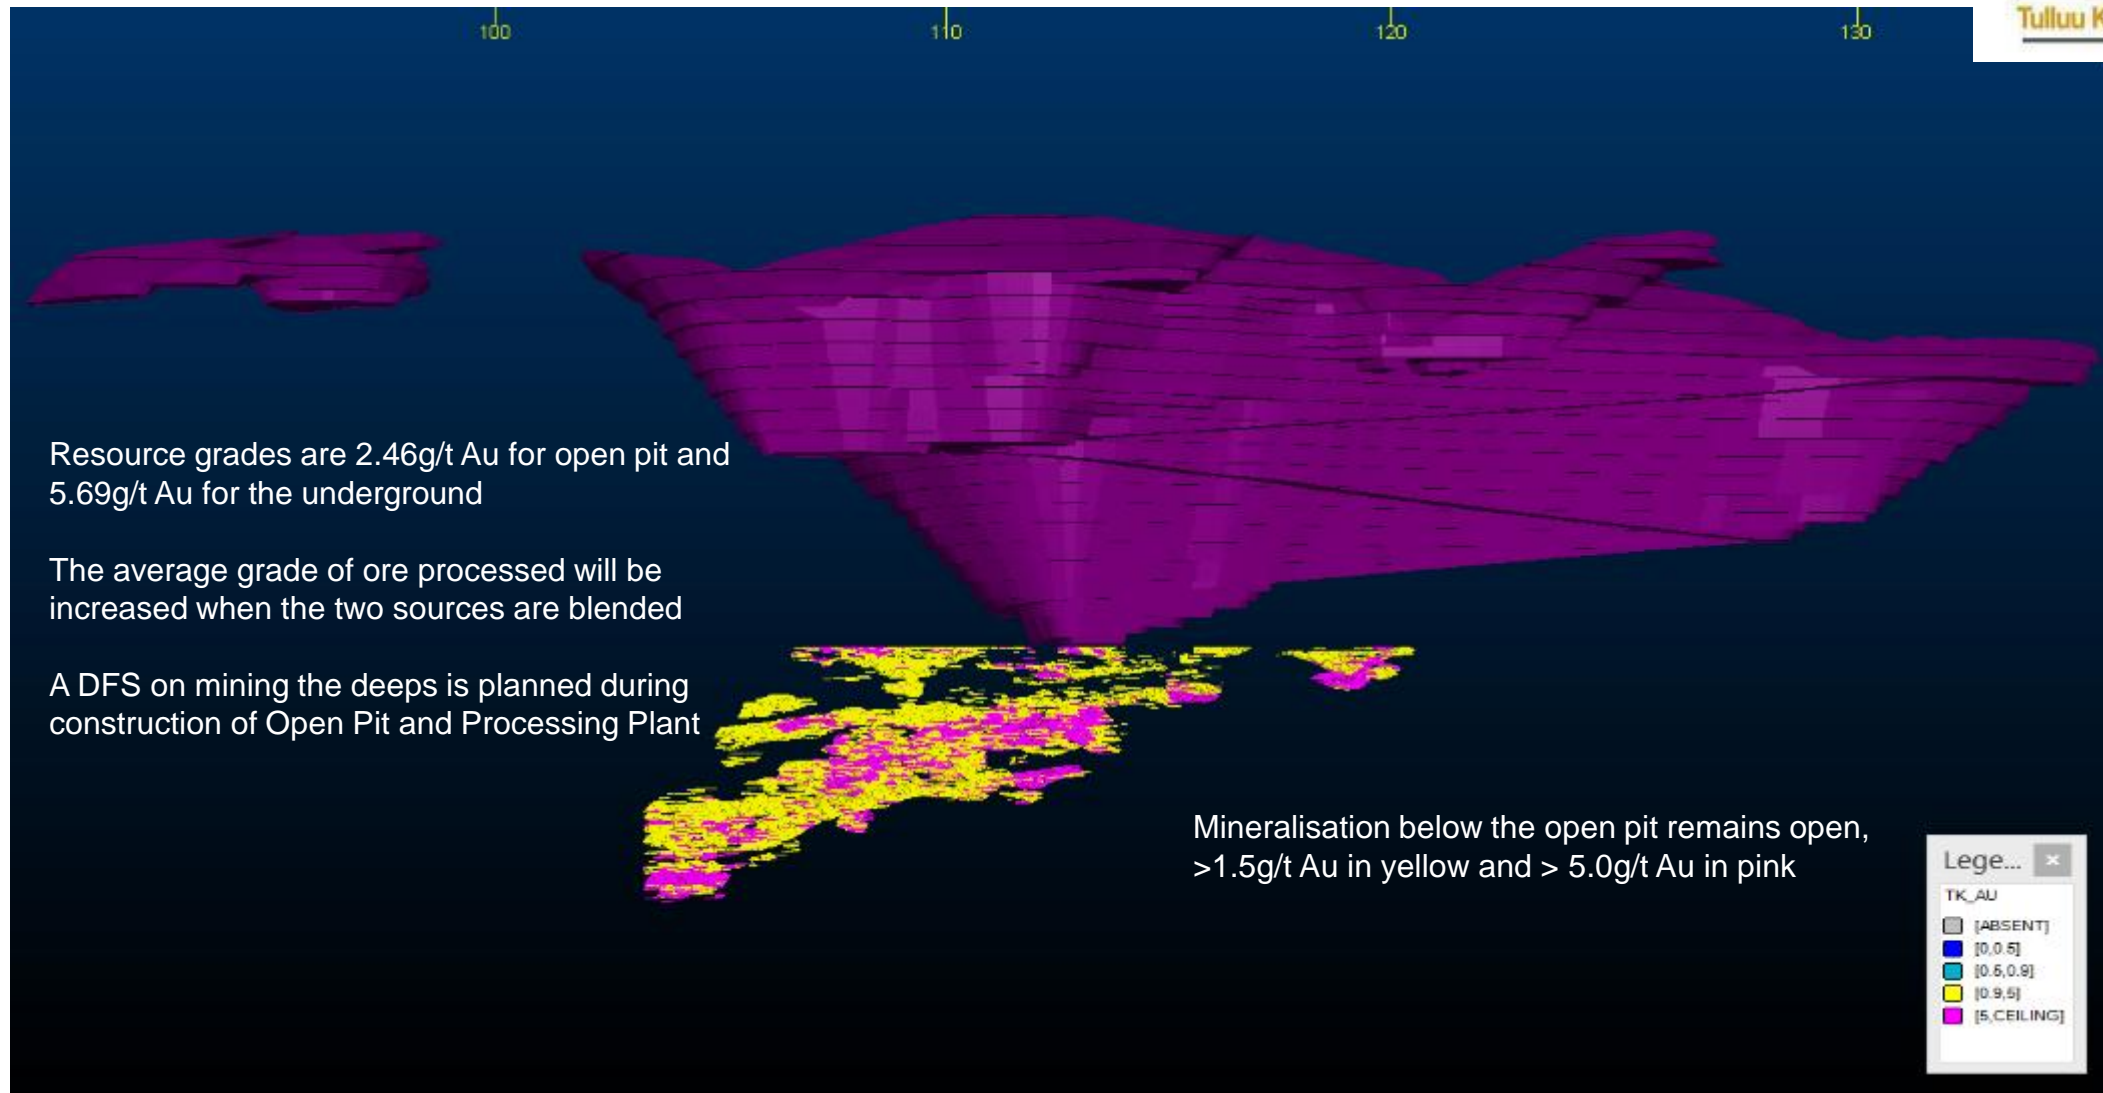 100 110 120 130
Tulluu K
Resource grades are 2.46g/t Au for open pit and
5.69g/t Au for the underground
The average grade of ore processed will be
increased when the two sources are blended
A DFS on mining the deeps is planned during
construction of Open Pit and Processing Plant
Mineralisation below the open pit remains open,
>1.5g/t Au in yellow and > 5.0g/t Au in pink
Lege... ×
TK_AU
[ABSENT]
[0,0.5]
[0.5,0.9]
[0.9,5]
[5,CEILING]